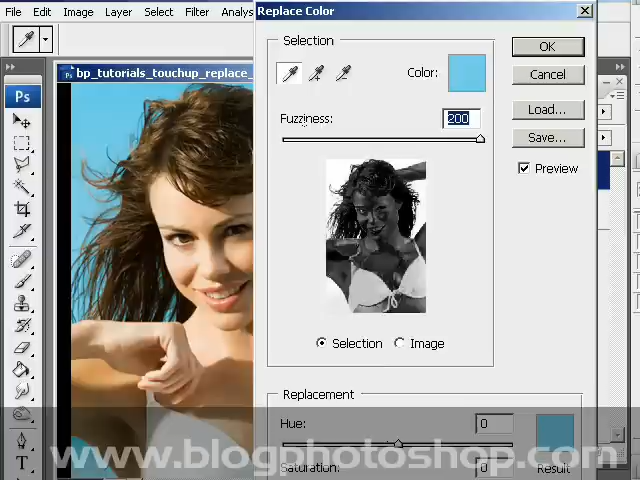 File Edit Image Layer Select Filter Analys
Replace Color
bp_tutorials_touchup_replace_
Ps
Selection
Color:
Fuzziness: 200
OK
Cancel
Load...
Save...
Preview
Selection Image
Replacement
Hue: 0
Saturation: 0 Result
www.blogphotoshop.com